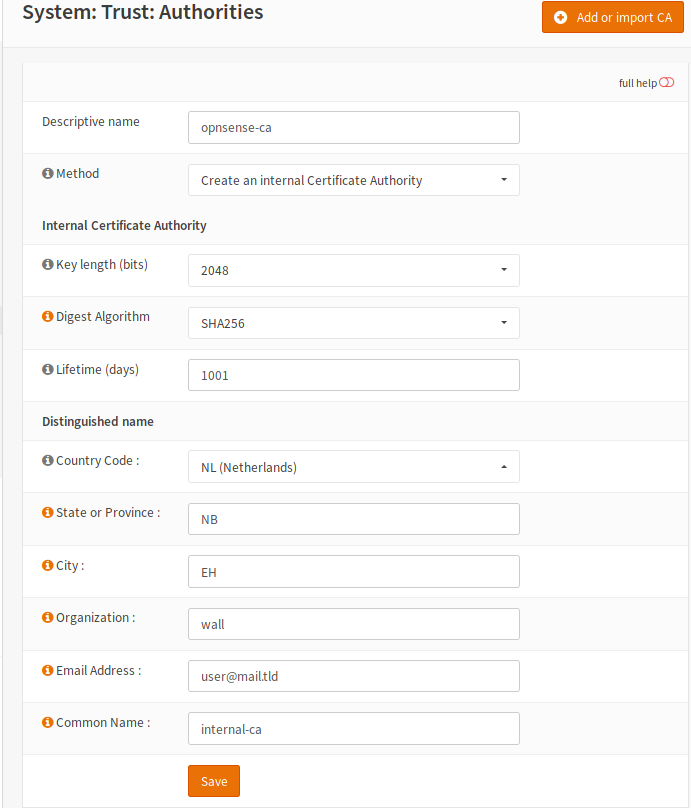 System: Trust: Authorities
Add or import CA
full help
Descriptive name
opnsense-ca
Method
Create an internal Certificate Authority
Internal Certificate Authority
Key length (bits)
2048
Digest Algorithm
SHA256
Lifetime (days)
1001
Distinguished name
Country Code :
NL (Netherlands)
State or Province :
NB
City :
EH
Organization :
wall
Email Address :
user@mail.tld
Common Name :
internal-ca
Save